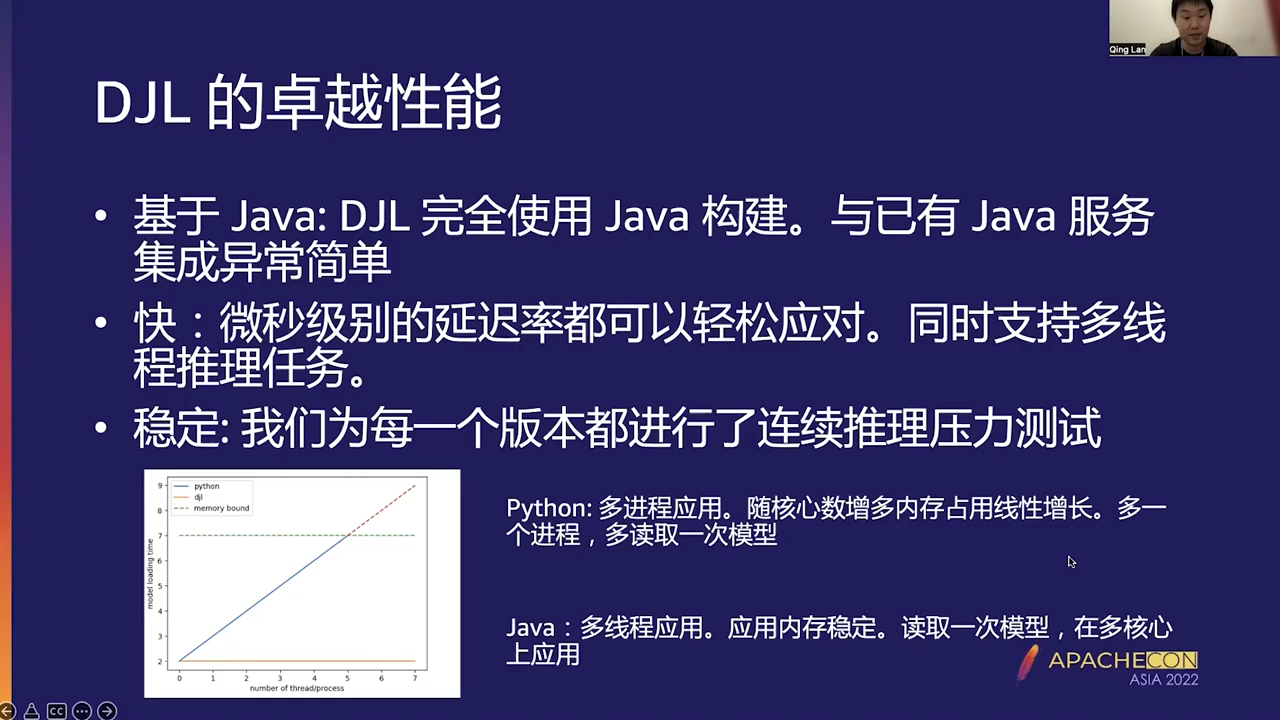 Qing Lan
DJL 的卓越性能
• 基于 Java: DJL 完全使用 Java 构建。与已有 Java 服务
集成异常简单
• 快：微秒级别的延迟率都可以轻松应对。同时支持多线
程推理任务。
• 稳定: 我们为每一个版本都进行了连续推理压力测试
python
djl
memory bound
9
8
7
6
5
4
3
2
model loading time
0 1 2 3 4 5 6 7
number of thread/process
Python: 多进程应用。随核心数增多内存占用线性增长。多一
个进程，多读取一次模型
Java：多线程应用。应用内存稳定。读取一次模型，在多核心
上应用
APACHECON
ASIA 2022
CC